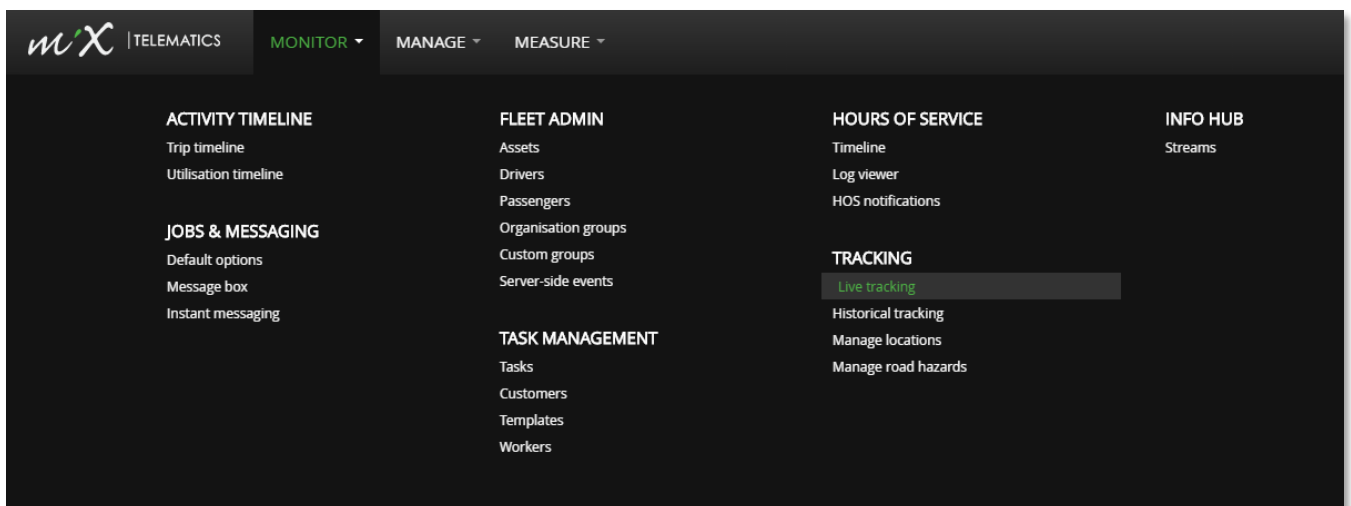 mix | TELEMATICS MONITOR MANAGE MEASURE
ACTIVITY TIMELINE
Trip timeline
Utilisation timeline
JOBS & MESSAGING
Default options
Message box
Instant messaging
FLEET ADMIN
Assets
Drivers
Passengers
Organisation groups
Custom groups
Server-side events
TASK MANAGEMENT
Tasks
Customers
Templates
Workers
HOURS OF SERVICE
Timeline
Log viewer
HOS notifications
TRACKING
Live tracking
Historical tracking
Manage locations
Manage road hazards
INFO HUB
Streams